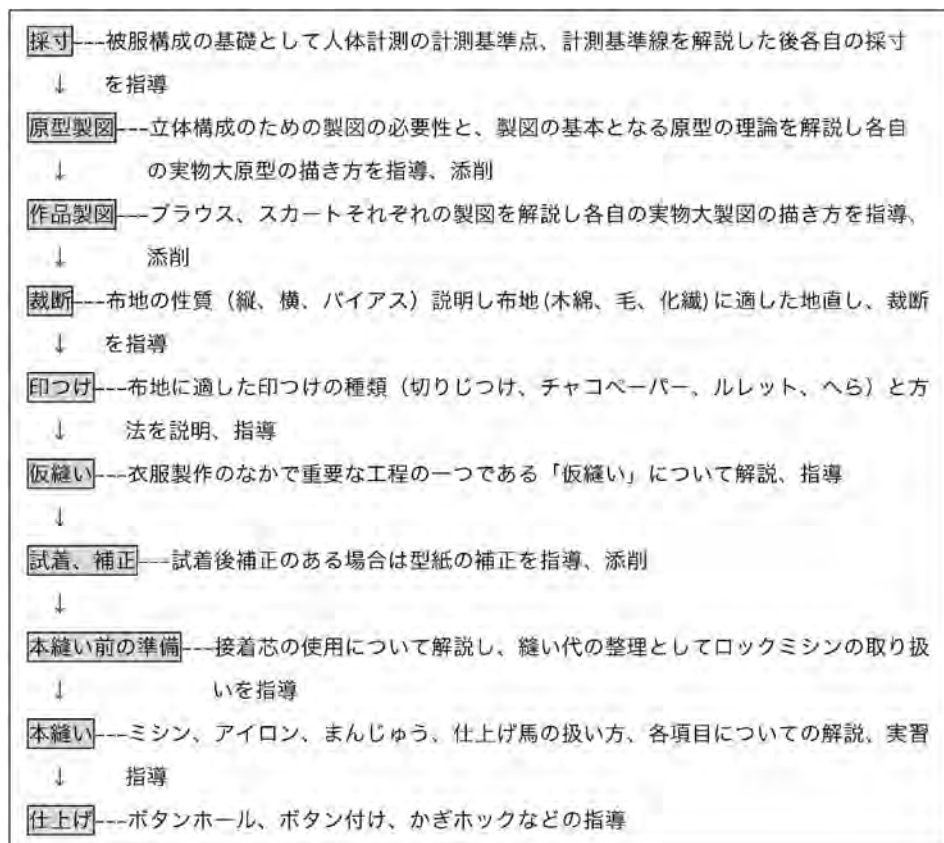 採寸---被服構成の基礎として人体計測の計測基準点、計測基準線を解説した後各自の採寸
↓ を指導
原型製図---立体構成のための製図の必要性と、製図の基本となる原型の理論を解説し各自
↓ の実物大原型の描き方を指導、添削
作品製図---ブラウス、スカートそれぞれの製図を解説し各自の実物大製図の描き方を指導、
↓ 添削
裁断---布地の性質（縦、横、バイアス）説明し布地(木綿、毛、化繊)に適した地直し、裁断
↓ を指導
印つけ---布地に適した印つけの種類（切りじつけ、チャコペーパー、ルレット、へら）と方
↓ 法を説明、指導
仮縫い---衣服製作のなかで重要な工程の一つである「仮縫い」について解説、指導
↓
試着、補正---試着後補正のある場合は型紙の補正を指導、添削
↓
本縫い前の準備---接着芯の使用について解説し、縫い代の整理としてロックミシンの取り扱
↓ いを指導
本縫い---ミシン、アイロン、まんじゅう、仕上げ馬の扱い方、各項目についての解説、実習
↓ 指導
仕上げ---ボタンホール、ボタン付け、かぎホックなどの指導